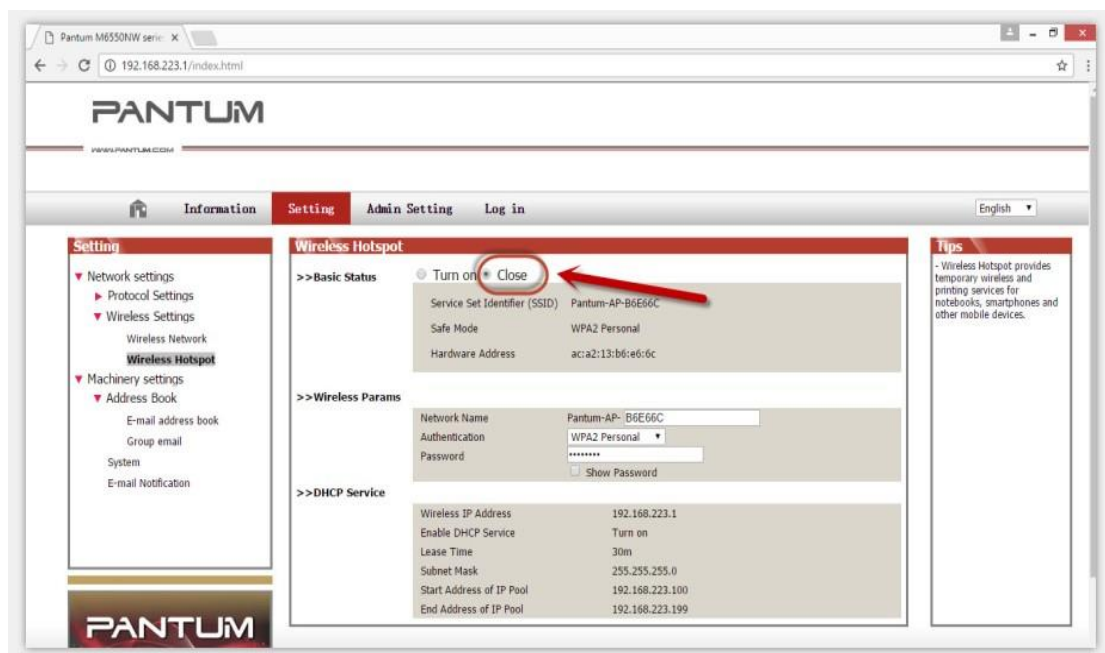 Pantum M6550NW serie
192.168.223.1/index.html
PANTUM
WWW.PANTUM.COM
Information Setting Admin Setting Log in English
Setting
Network settings
Protocol Settings
Wireless Settings
Wireless Network
Wireless Hotspot
Machinery settings
Address Book
E-mail address book
Group email
System
E-mail Notification
PANTUM
Wireless Hotspot
>>Basic Status Turn on Close
Service Set Identifier (SSID) Pantum-AP-B6E66C
Safe Mode WPA2 Personal
Hardware Address ac:a2:13:b6:e6:6c
>>Wireless Params
Network Name Pantum-AP- B6E66C
Authentication WPA2 Personal
Password ••••••••
Show Password
>>DHCP Service
Wireless IP Address 192.168.223.1
Enable DHCP Service Turn on
Lease Time 30m
Subnet Mask 255.255.255.0
Start Address of IP Pool 192.168.223.100
End Address of IP Pool 192.168.223.199
Tips
- Wireless Hotspot provides
temporary wireless and
printing services for
notebooks, smartphones and
other mobile devices.